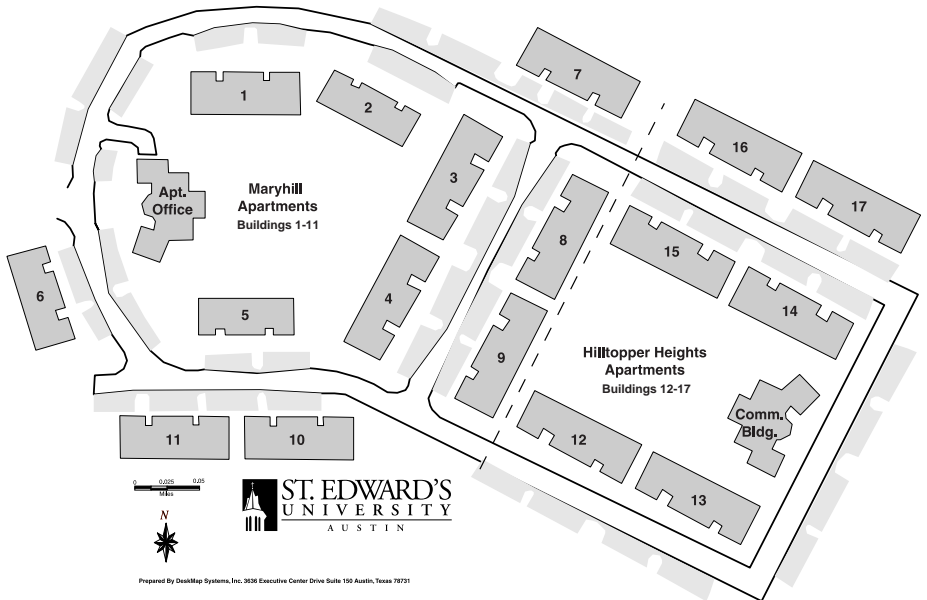 7
1
2
16
3
Apt.
Office
Maryhill
Apartments
Buildings 1-11
17
8
15
6
4
5
14
9
Hilltopper Heights
Apartments
Buildings 12-17
Comm.
Bldg.
11
10
12
13
0 0.025 0.05
Miles
N
ST. EDWARD'S
UNIVERSITY
AUSTIN
Prepared By DeskMap Systems, Inc. 3636 Executive Center Drive Suite 150 Austin, Texas 78731